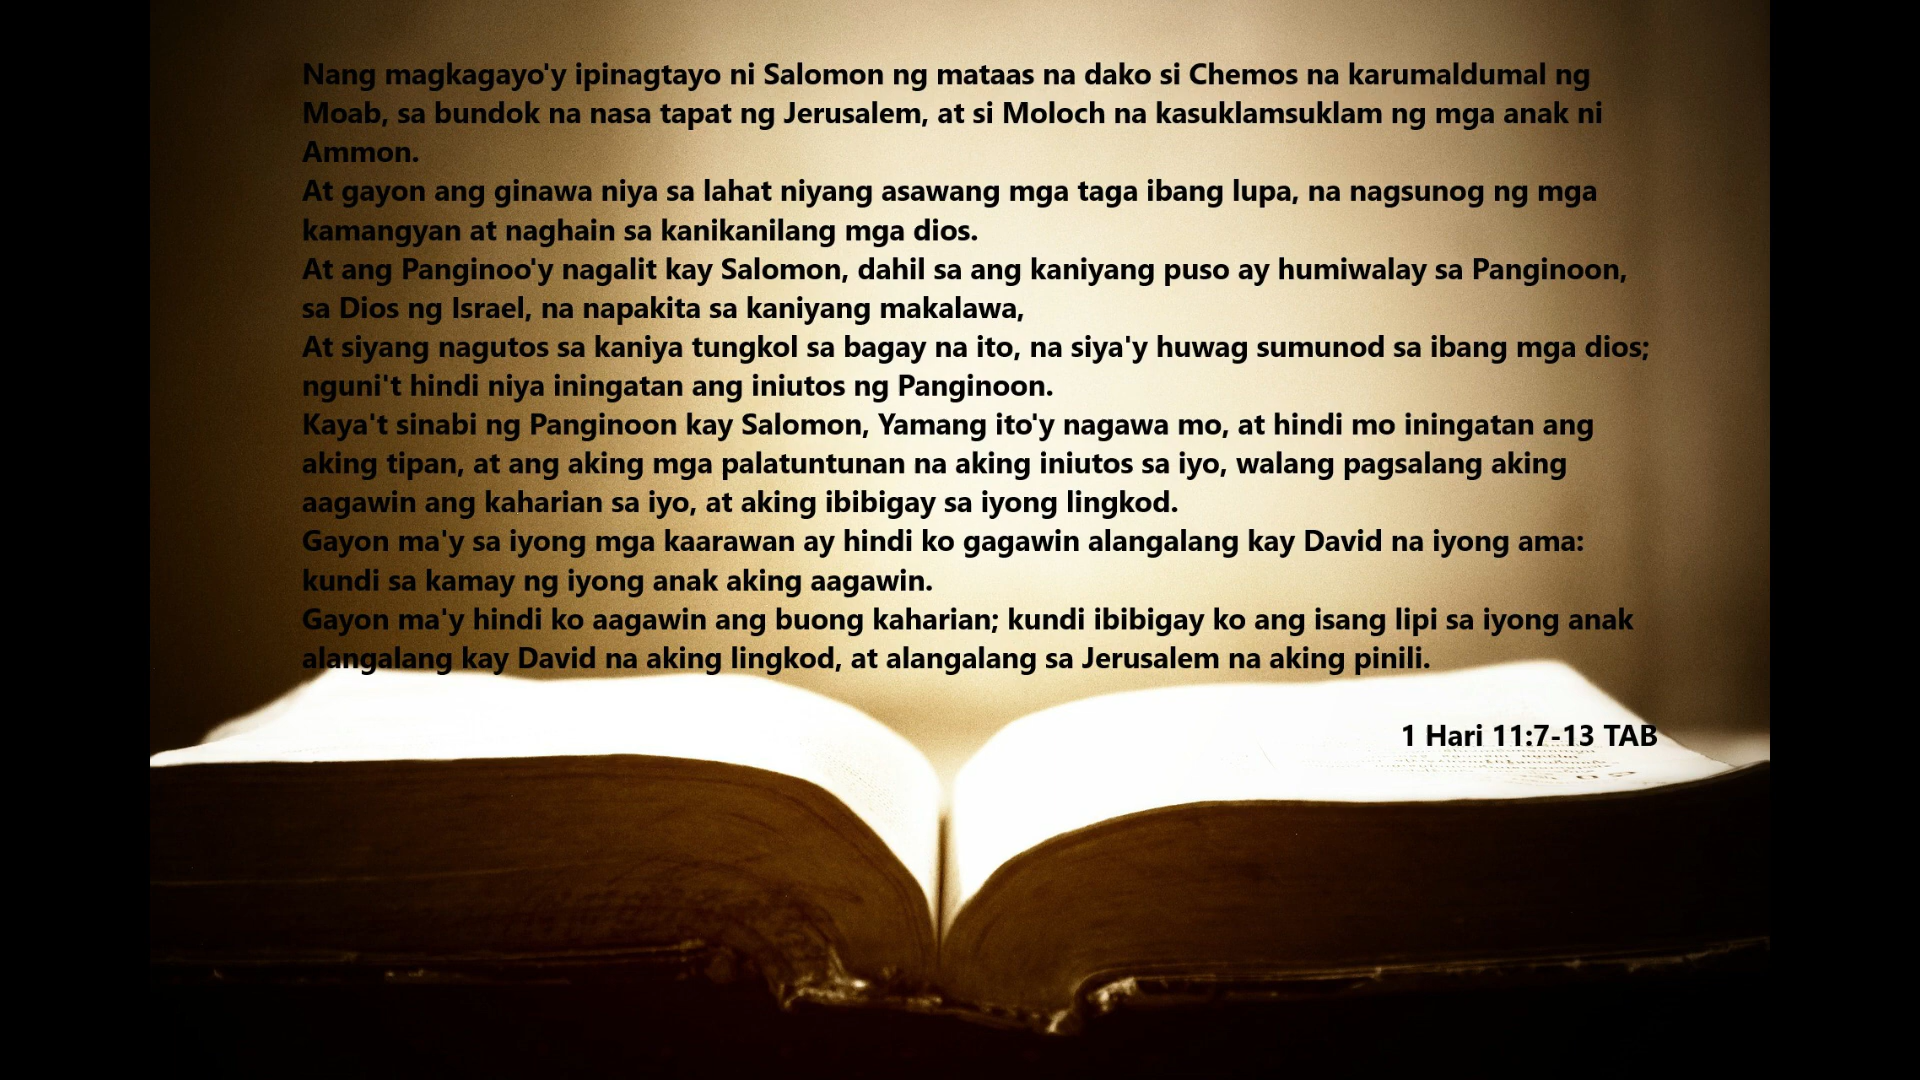 Nang magkagayo'y ipinagtayo ni Salomon ng mataas na dako si Chemos na karumaldumal ng
Moab, sa bundok na nasa tapat ng Jerusalem, at si Moloch na kasuklamsuklam ng mga anak ni
Ammon.
At gayon ang ginawa niya sa lahat niyang asawang mga taga ibang lupa, na nagsunog ng mga
kamangyan at naghain sa kanikanilang mga dios.
At ang Panginoo'y nagalit kay Salomon, dahil sa ang kaniyang puso ay humiwalay sa Panginoon,
sa Dios ng Israel, na napakita sa kaniyang makalawa,
At siyang nagutos sa kaniya tungkol sa bagay na ito, na siya'y huwag sumunod sa ibang mga dios;
nguni't hindi niya iningatan ang iniutos ng Panginoon.
Kaya't sinabi ng Panginoon kay Salomon, Yamang ito'y nagawa mo, at hindi mo iningatan ang
aking tipan, at ang aking mga palatuntunan na aking iniutos sa iyo, walang pagsalang aking
aagawin ang kaharian sa iyo, at aking ibibigay sa iyong lingkod.
Gayon ma'y sa iyong mga kaarawan ay hindi ko gagawin alangalang kay David na iyong ama:
kundi sa kamay ng iyong anak aking aagawin.
Gayon ma'y hindi ko aagawin ang buong kaharian; kundi ibibigay ko ang isang lipi sa iyong anak
alangalang kay David na aking lingkod, at alangalang sa Jerusalem na aking pinili.
1 Hari 11:7-13 TAB